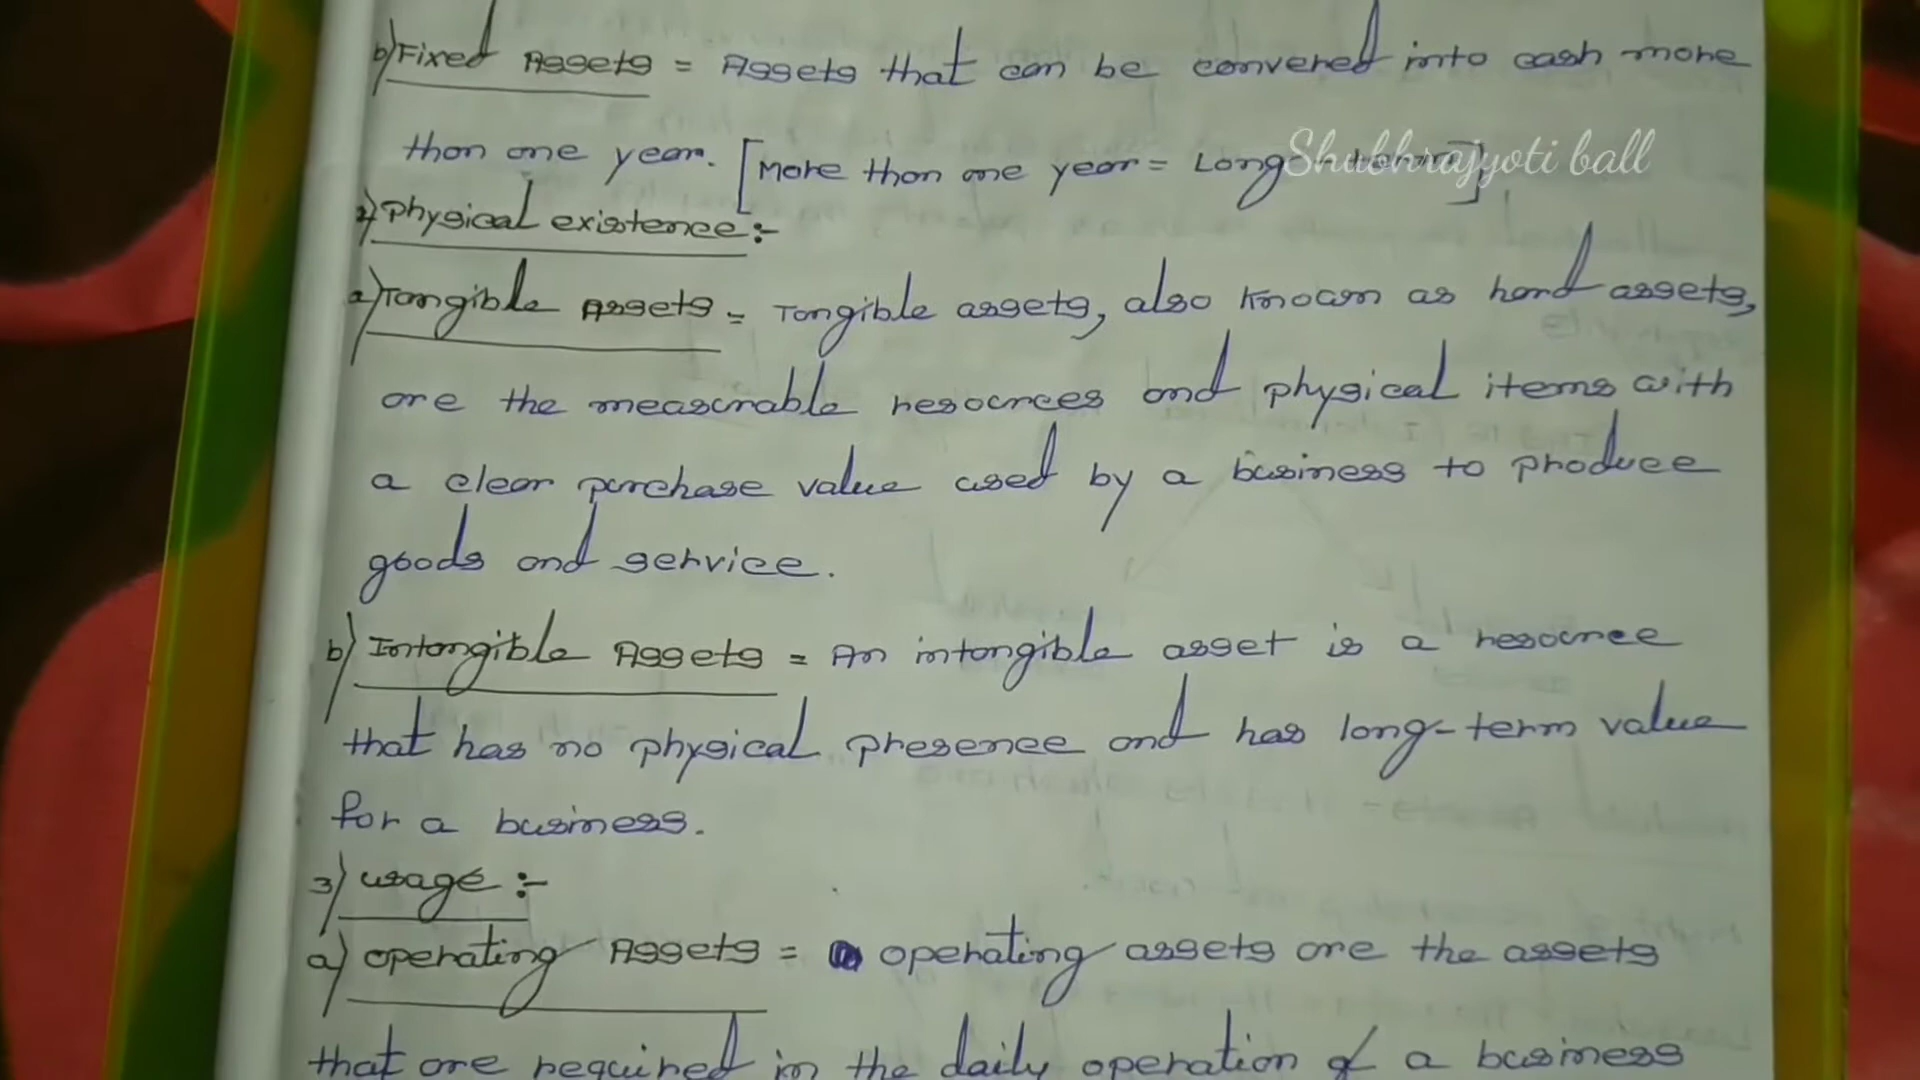 b) Fixed Assets = Assets that can be convered into cash more
than one year. [More than one year = Long
Shubhrajyoti ball
2) Physical existence :-
a) Tangible Assets = Tangible assets, also known as hard assets,
are the measurable resources and physical items with
a clear purchase value used by a business to produce
goods and service.
b) Intangible Assets = An intangible asset is a resource
that has no physical presence and has long-term value
for a business.
3) usage :-
a) operating Assets = operating assets are the assets
that are required in the daily operation of a business